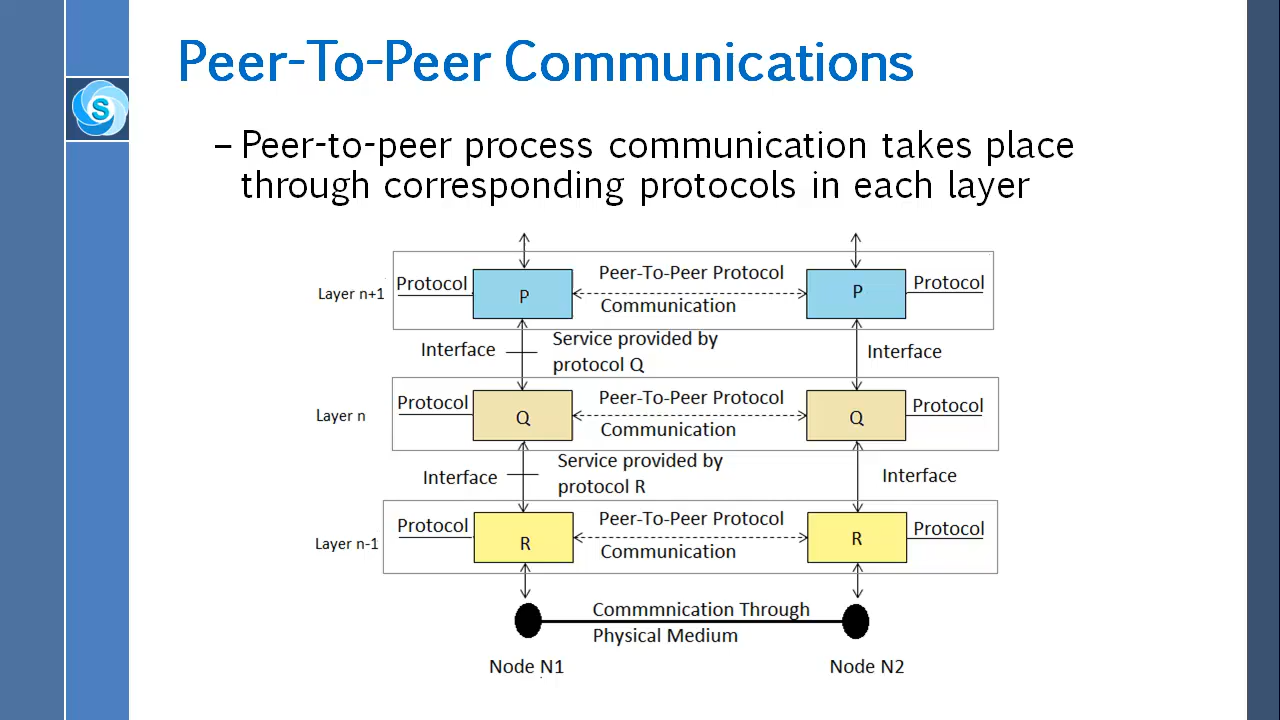 Peer-To-Peer Communications
S
– Peer-to-peer process communication takes place
through corresponding protocols in each layer
Layer n+1
Protocol
P
Peer-To-Peer Protocol
Communication
P
Protocol
Interface
Service provided by
protocol Q
Interface
Layer n
Protocol
Q
Peer-To-Peer Protocol
Communication
Q
Protocol
Interface
Service provided by
protocol R
Interface
Layer n-1
Protocol
R
Peer-To-Peer Protocol
Communication
R
Protocol
Commmnication Through
Physical Medium
Node N1
Node N2